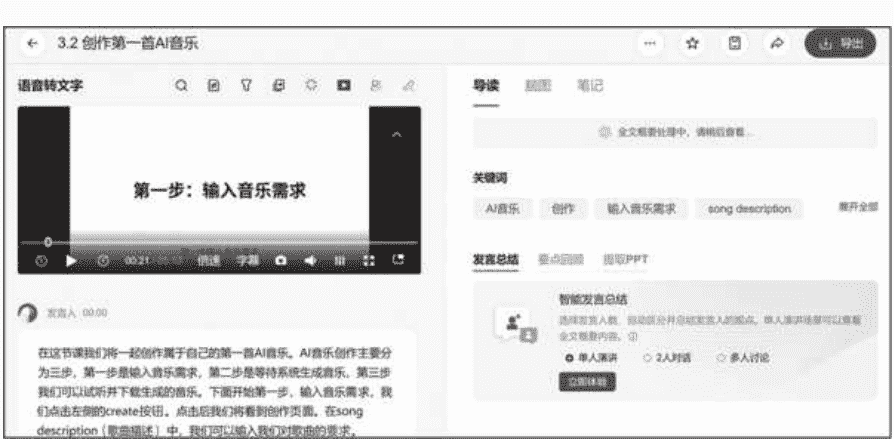 3.2 创作第一首AI音乐
导出
语音转文字
第一步：输入音乐需求
00:21
倍速
字幕
发言人 00:00
在这节课我们将一起创作属于自己的第一首AI音乐。AI音乐创作主要分
为三步，第一步是输入音乐需求，第二步是等待系统生成音乐，第三步
我们可以试听并下载生成的音乐。下面开始第一步，输入音乐需求，我
们点击左侧的create按钮。点击后我们将看到创作页面。在song
description（歌曲描述）中，我们可以输入我们对歌曲的要求。
导读 脑图 笔记
全文概要处理中，请稍后查看...
关键词
AI音乐 创作 输入音乐需求 song description 展开全部
发言总结 要点回顾 提取PPT
智能发言总结
选择发言人数，自动区分并总结发言人的观点。单人演讲场景可以查看
全文概要内容。
单人演讲 2人对话 多人讨论
立即体验